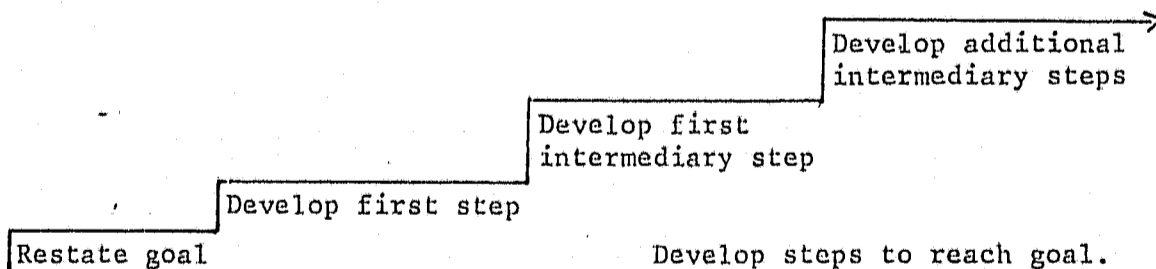 Develop additional
intermediary steps
Develop first
intermediary step
Develop first step
Restate goal
Develop steps to reach goal.